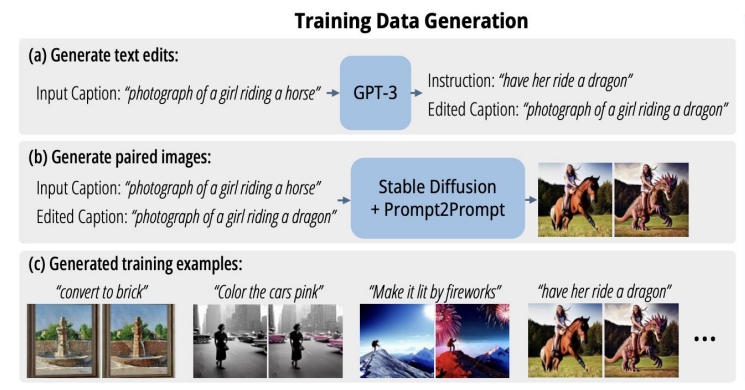 Training Data Generation
(a) Generate text edits:
Input Caption: “photograph of a girl riding a horse”
GPT-3
Instruction: “have her ride a dragon”
Edited Caption: “photograph of a girl riding a dragon”
(b) Generate paired images:
Input Caption: “photograph of a girl riding a horse”
Edited Caption: “photograph of a girl riding a dragon”
Stable Diffusion
+ Prompt2Prompt
(c) Generated training examples:
“convert to brick”
“Color the cars pink”
“Make it lit by fireworks”
“have her ride a dragon”
...